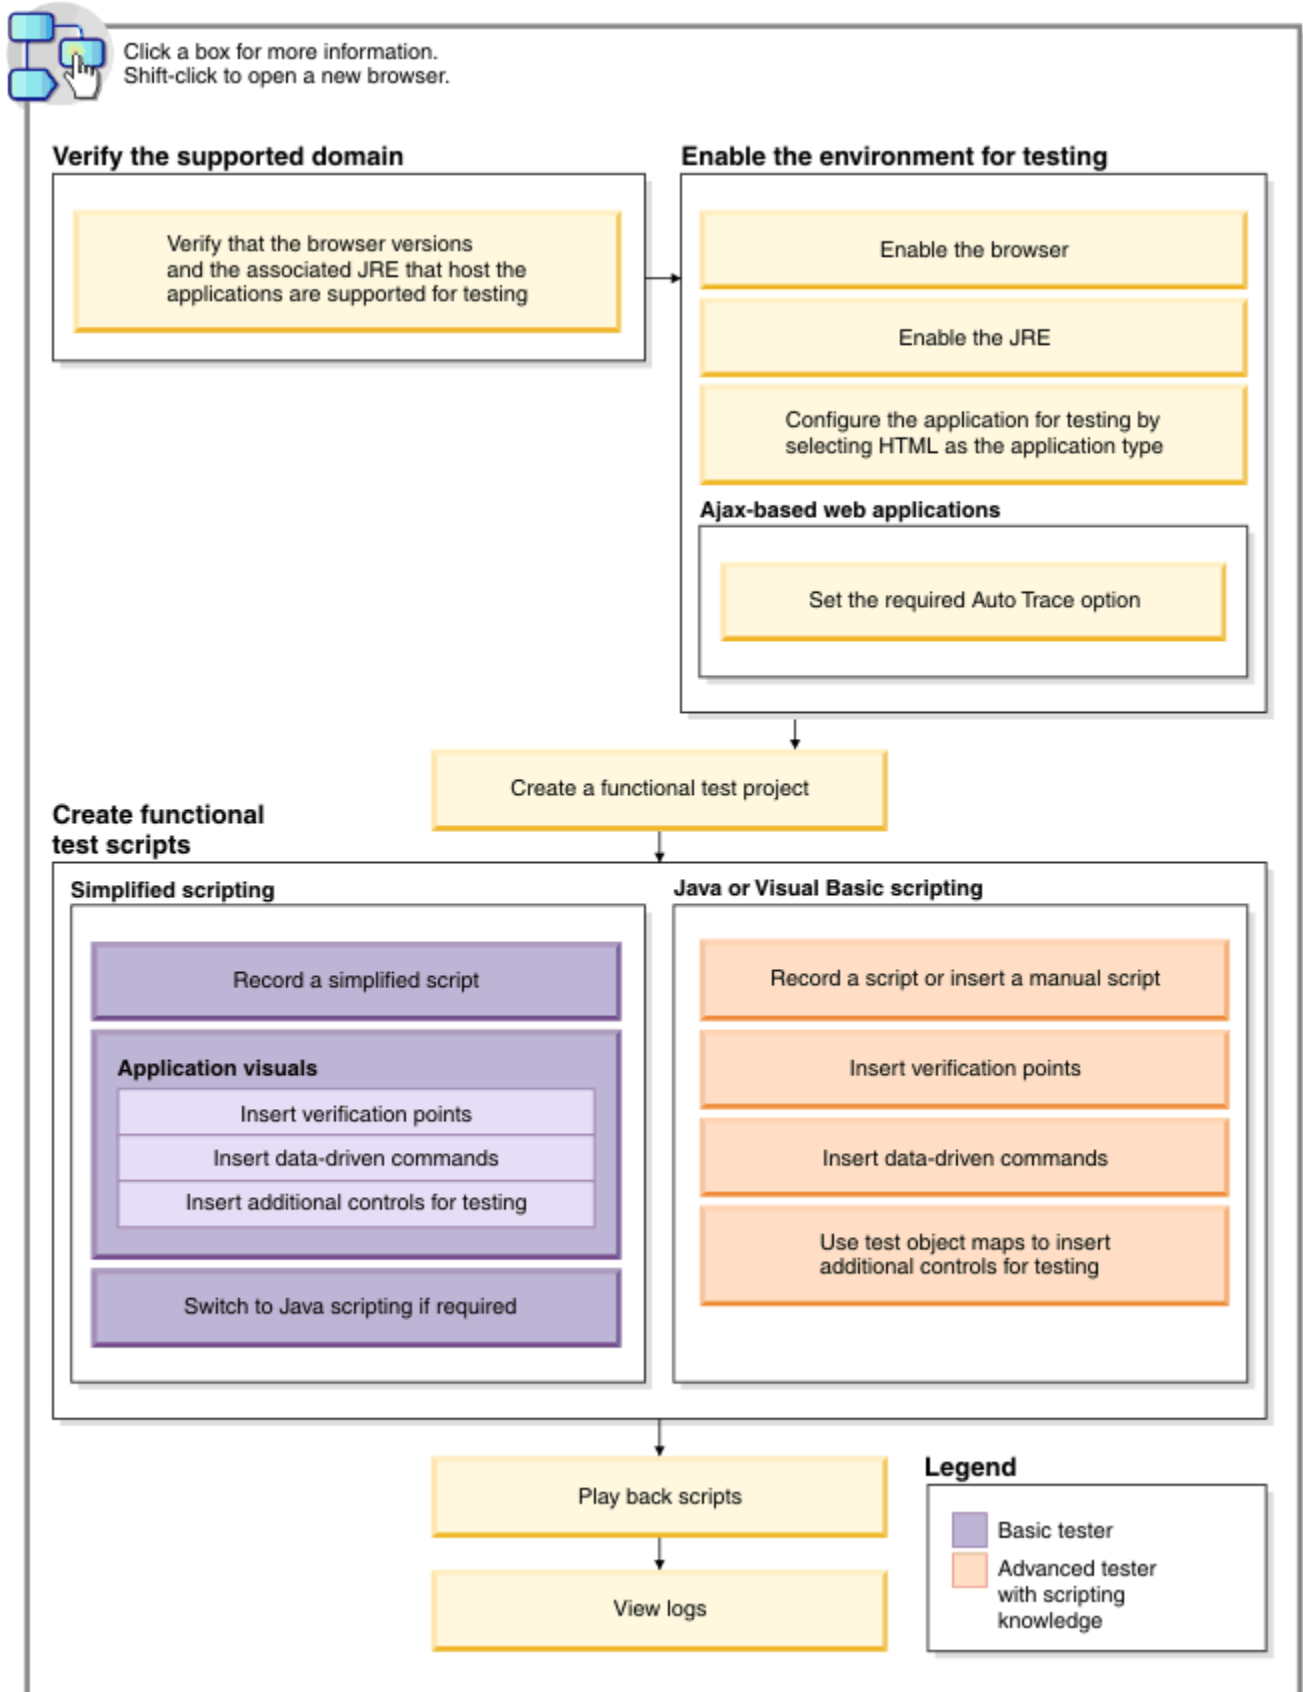 Click a box for more information.
Shift-click to open a new browser.
Verify the supported domain
Verify that the browser versions
and the associated JRE that host the
applications are supported for testing
Enable the environment for testing
Enable the browser
Enable the JRE
Configure the application for testing by
selecting HTML as the application type
Ajax-based web applications
Set the required Auto Trace option
Create a functional test project
Create functional
test scripts
Simplified scripting
Record a simplified script
Application visuals
Insert verification points
Insert data-driven commands
Insert additional controls for testing
Switch to Java scripting if required
Java or Visual Basic scripting
Record a script or insert a manual script
Insert verification points
Insert data-driven commands
Use test object maps to insert
additional controls for testing
Play back scripts
View logs
Legend
Basic tester
Advanced tester
with scripting
knowledge